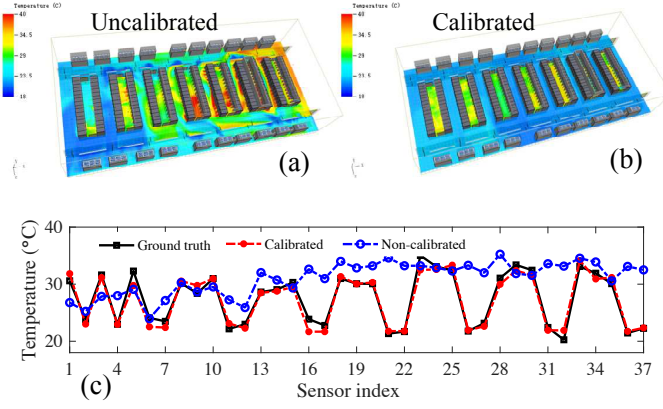 Temperature (C)
Uncalibrated
Temperature (C)
Calibrated
40
34.5
29
23.5
18
40
34.5
29
23.5
18
(a)
(b)
40
30
20
Temperature (°C)
Ground truth
Calibrated
Non-calibrated
1 4 7 10 13 16 19 22 25 28 31 34 37
(c)
Sensor index